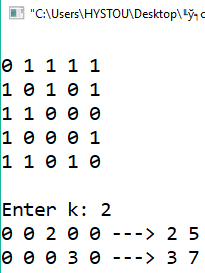 "C:\Users\HYSTOU\Desktop\
0 1 1 1 1
1 0 1 0 1
1 1 0 0 0
1 0 0 0 1
1 1 0 1 0
Enter k: 2
0 0 2 0 0 ---> 2 5
0 0 0 3 0 ---> 3 7